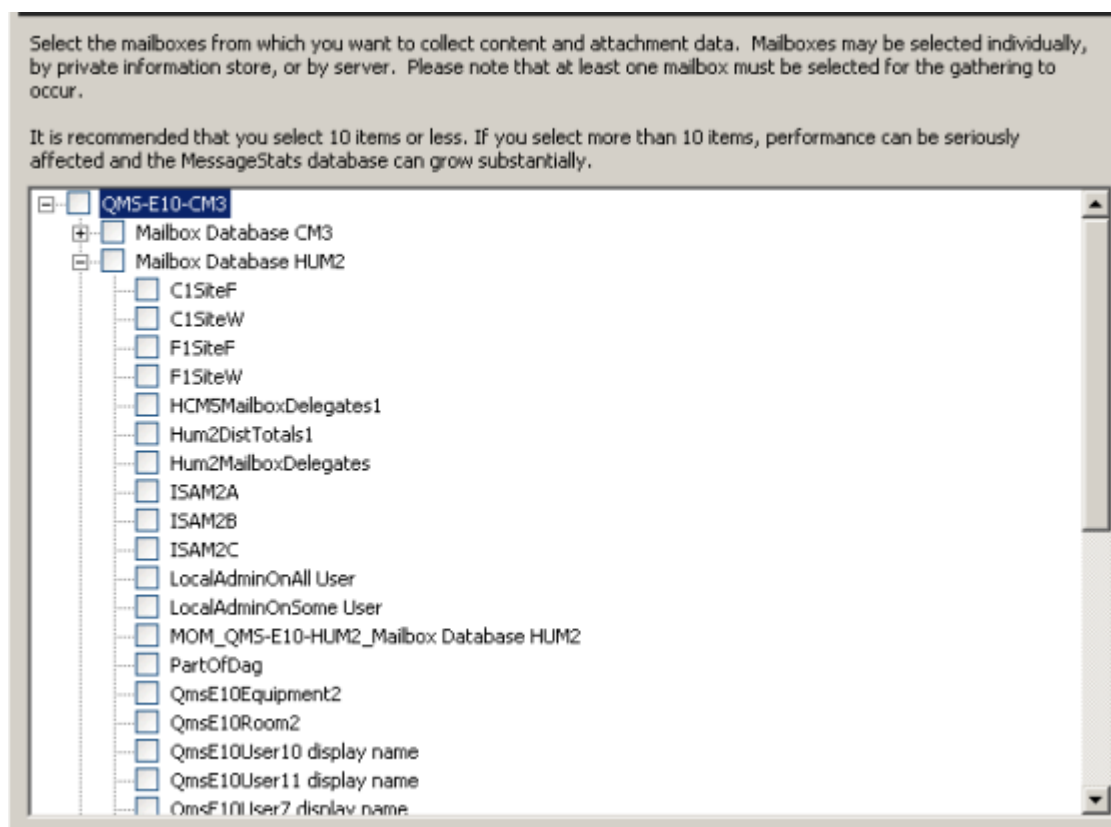 Select the mailboxes from which you want to collect content and attachment data.  Mailboxes may be selected individually,
by private information store, or by server.  Please note that at least one mailbox must be selected for the gathering to
occur.
It is recommended that you select 10 items or less. If you select more than 10 items, performance can be seriously
affected and the MessageStats database can grow substantially.
QMS-E10-CM3
Mailbox Database CM3
Mailbox Database HUM2
C1SiteF
C1SiteW
F1SiteF
F1SiteW
HCMSMailboxDelegates1
Hum2DistTotals1
Hum2MailboxDelegates
ISAM2A
ISAM2B
ISAM2C
LocalAdminOnAll User
LocalAdminOnSome User
MOM_QMS-E10-HUM2_Mailbox Database HUM2
PartOfDag
QmsE10Equipment2
QmsE10Room2
QmsE10User10 display name
QmsE10User11 display name
QmsE10User7 display name